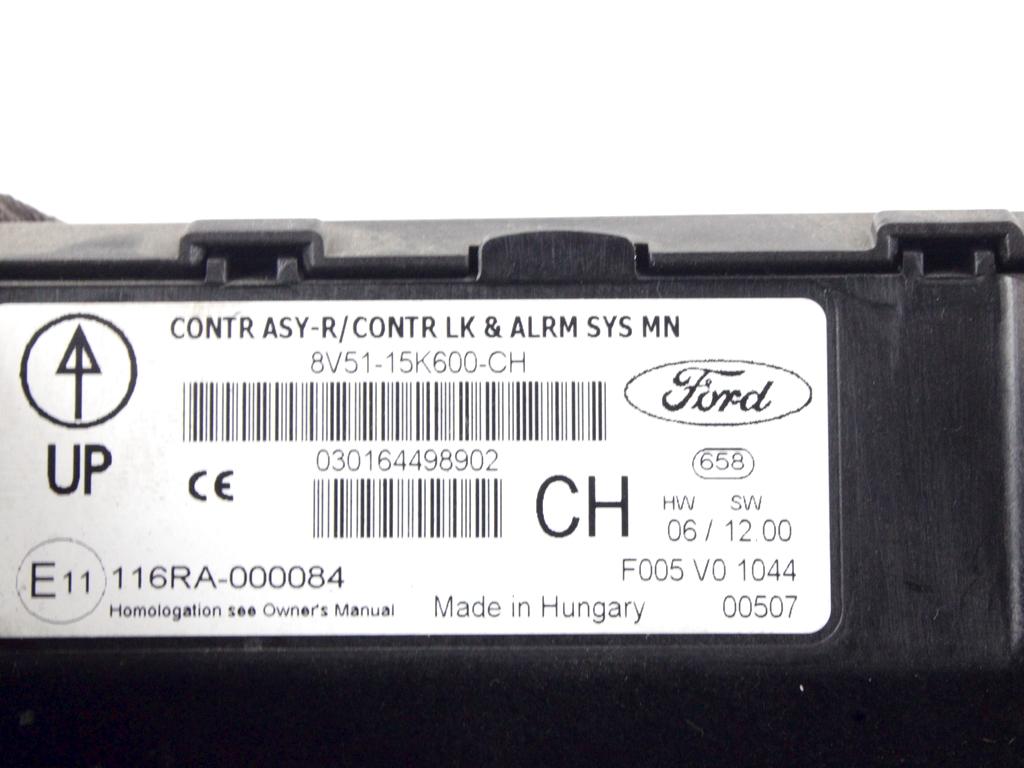 CONTR ASY-R/CONTR LK & ALRM SYS MN
8V51-15K600-CH
Ford
UP
CE
030164498902
CH
658
HW SW
06 / 12.00
E11 116RA-000084
F005 V0 1044
Homologation see Owner's Manual
Made in Hungary
00507